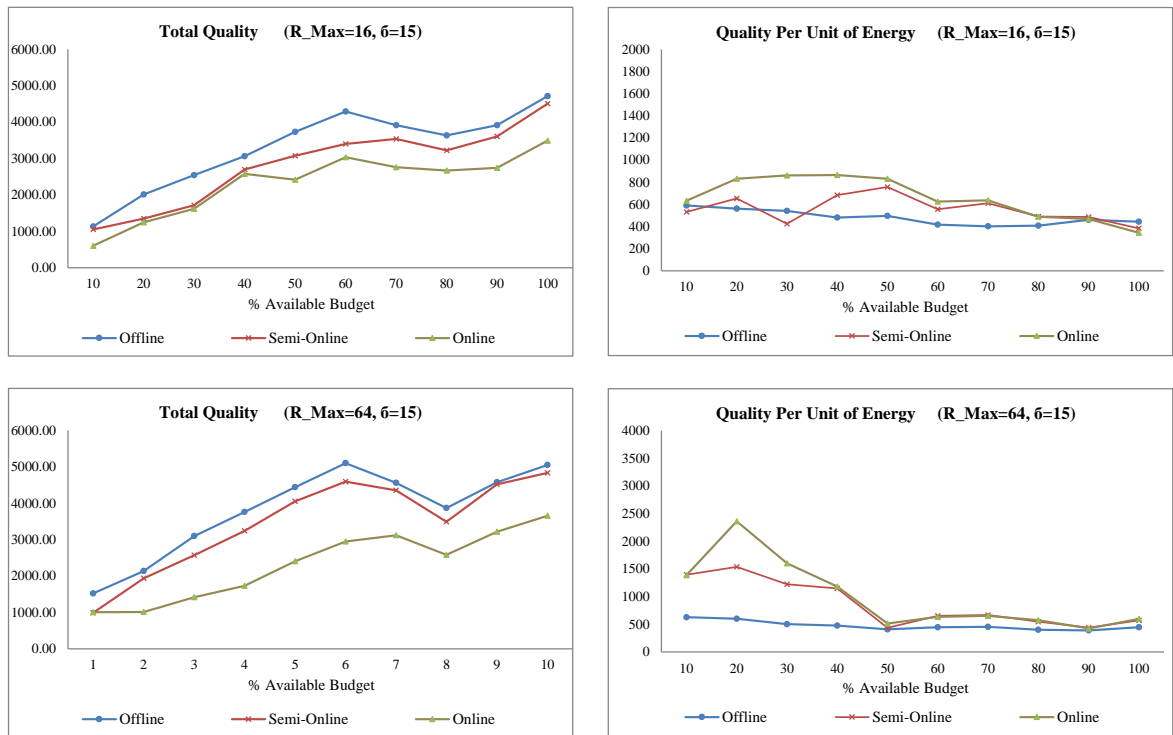 Total Quality (R_Max=16, б=15)
6000.00
5000.00
4000.00
3000.00
2000.00
1000.00
0.00
10 20 30 40 50 60 70 80 90 100
% Available Budget
Offline Semi-Online Online
Quality Per Unit of Energy (R_Max=16, б=15)
2000
1800
1600
1400
1200
1000
800
600
400
200
0
10 20 30 40 50 60 70 80 90 100
% Available Budget
Offline Semi-Online Online
Total Quality (R_Max=64, б=15)
6000.00
5000.00
4000.00
3000.00
2000.00
1000.00
0.00
1 2 3 4 5 6 7 8 9 10
% Available Budget
Offline Semi-Online Online
Quality Per Unit of Energy (R_Max=64, б=15)
4000
3500
3000
2500
2000
1500
1000
500
0
10 20 30 40 50 60 70 80 90 100
% Available Budget
Offline Semi-Online Online